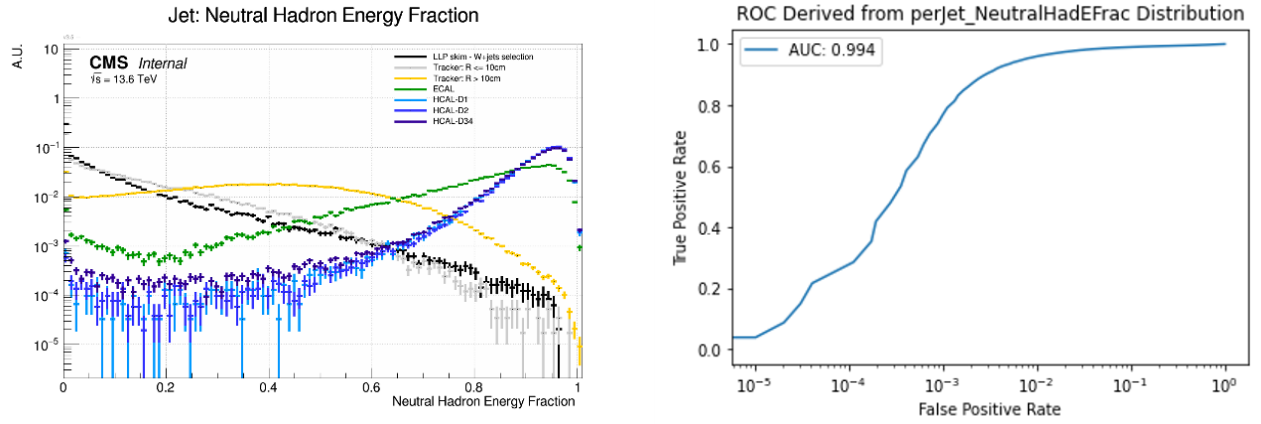 Jet: Neutral Hadron Energy Fraction
A.U.
10
1
10⁻¹
10⁻²
10⁻³
10⁻⁴
10⁻⁵
CMS Internal
√s = 13.6 TeV
LLP skim - W+jets selection
Tracker: R <= 10cm
Tracker: R > 10cm
ECAL
HCAL-D1
HCAL-D2
HCAL-D34
0 0.2 0.4 0.6 0.8 1
Neutral Hadron Energy Fraction
ROC Derived from perJet_NeutralHadEFrac Distribution
AUC: 0.994
True Positive Rate
1.0
0.8
0.6
0.4
0.2
0.0
10⁻⁵ 10⁻⁴ 10⁻³ 10⁻² 10⁻¹ 10⁰
False Positive Rate